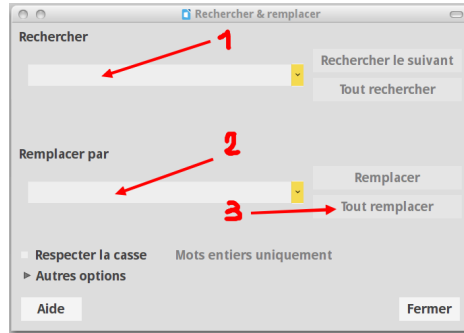 Rechercher & remplacer
Rechercher
1
Rechercher le suivant
Tout rechercher
2
Remplacer par
Remplacer
3
Tout remplacer
Respecter la casse Mots entiers uniquement
Autres options
Aide Fermer